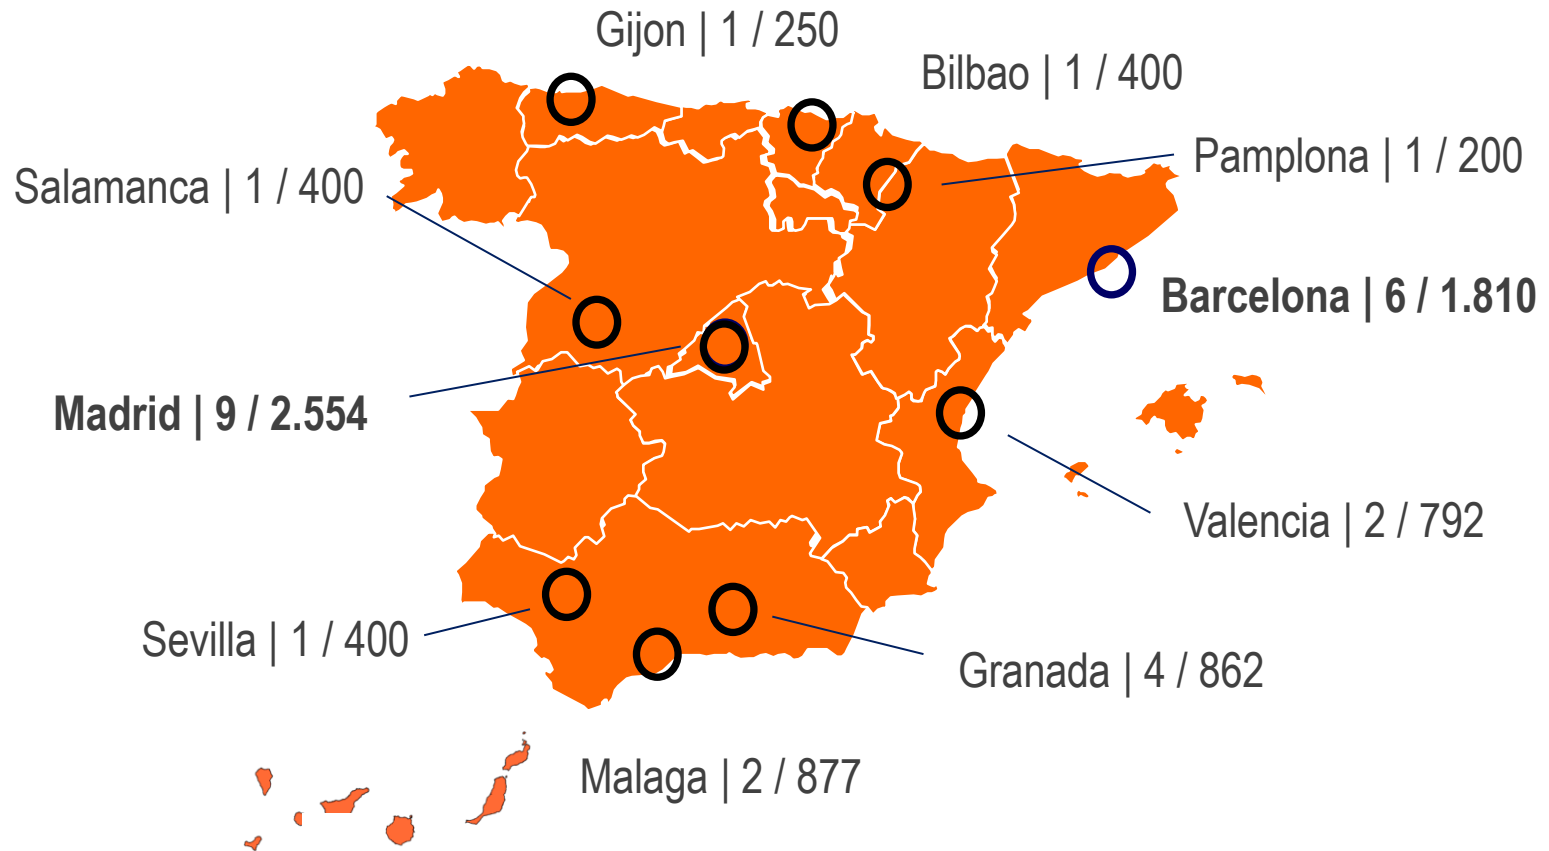 Gijon | 1 / 250
Bilbao | 1 / 400
Pamplona | 1 / 200
Salamanca | 1 / 400
Barcelona | 6 / 1.810
Madrid | 9 / 2.554
Valencia | 2 / 792
Sevilla | 1 / 400
Granada | 4 / 862
Malaga | 2 / 877